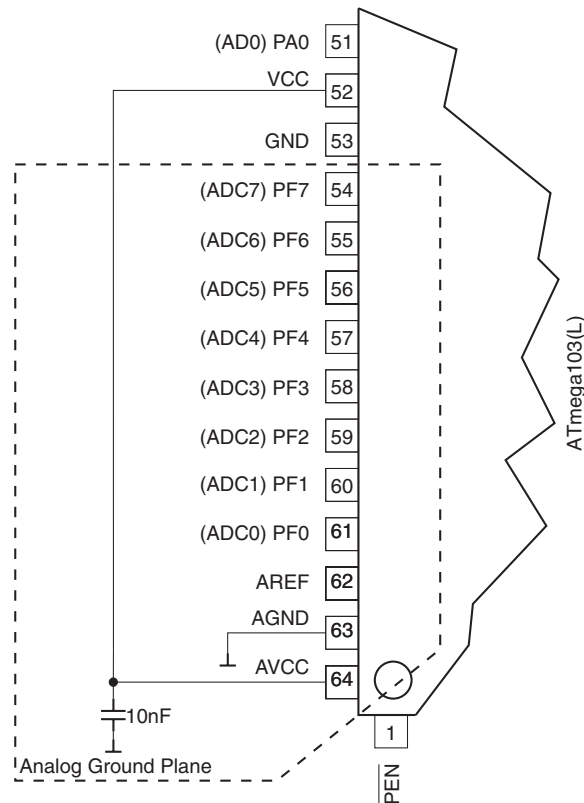 (AD0) PA0 51
VCC 52
GND 53
(ADC7) PF7 54
(ADC6) PF6 55
(ADC5) PF5 56
(ADC4) PF4 57
(ADC3) PF3 58
(ADC2) PF2 59
(ADC1) PF1 60
(ADC0) PF0 61
AREF 62
AGND 63
AVCC 64
10nF
1
Analog Ground Plane
PEN
ATmega103(L)